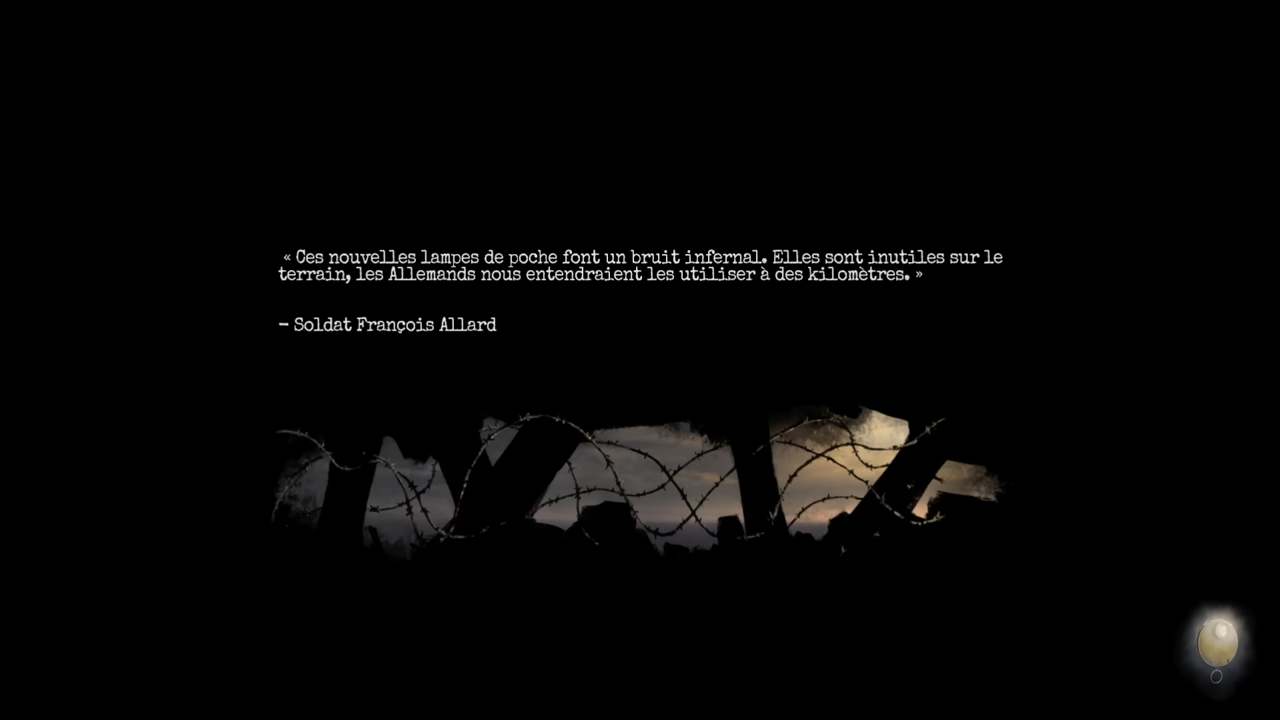 « Ces nouvelles lampes de poche font un bruit infernal. Elles sont inutiles sur le
terrain, les Allemands nous entendraient les utiliser à des kilomètres. »
- Soldat François Allard